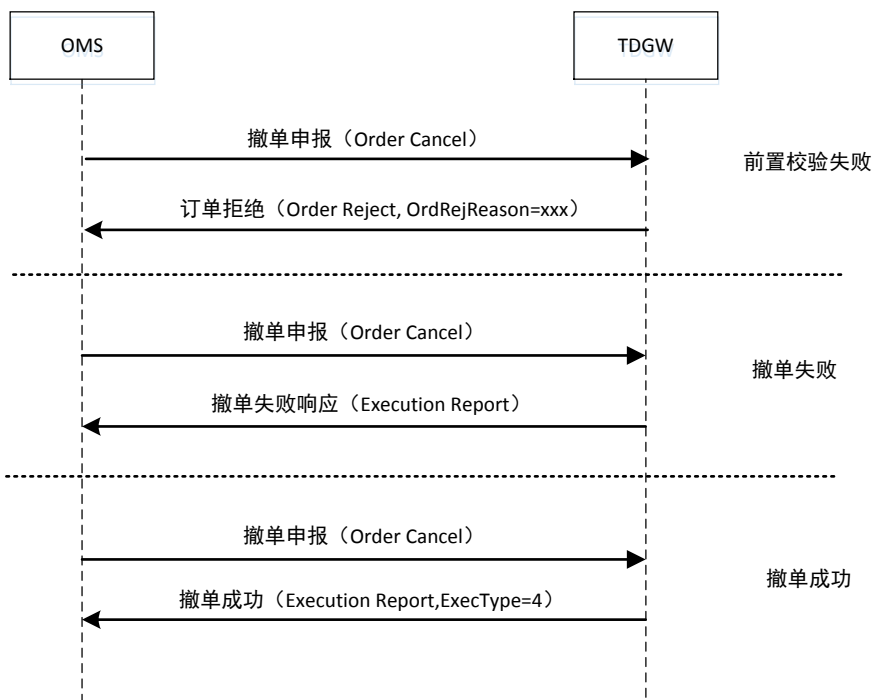 OMS
TDGW
撤单申报（Order Cancel）
前置校验失败
订单拒绝（Order Reject, OrdRejReason=xxx）
撤单申报（Order Cancel）
撤单失败
撤单失败响应（Execution Report）
撤单申报（Order Cancel）
撤单成功
撤单成功（Execution Report,ExecType=4）